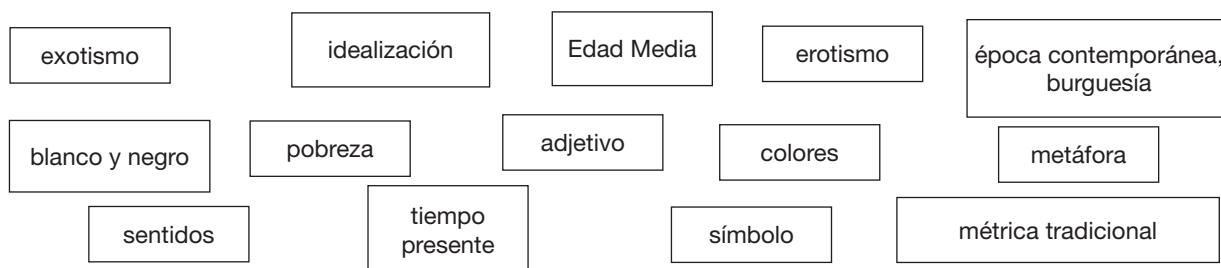 exotismo
idealización
Edad Media
erotismo
época contemporánea,
burguesía
blanco y negro
pobreza
adjetivo
colores
metáfora
sentidos
tiempo
presente
símbolo
métrica tradicional